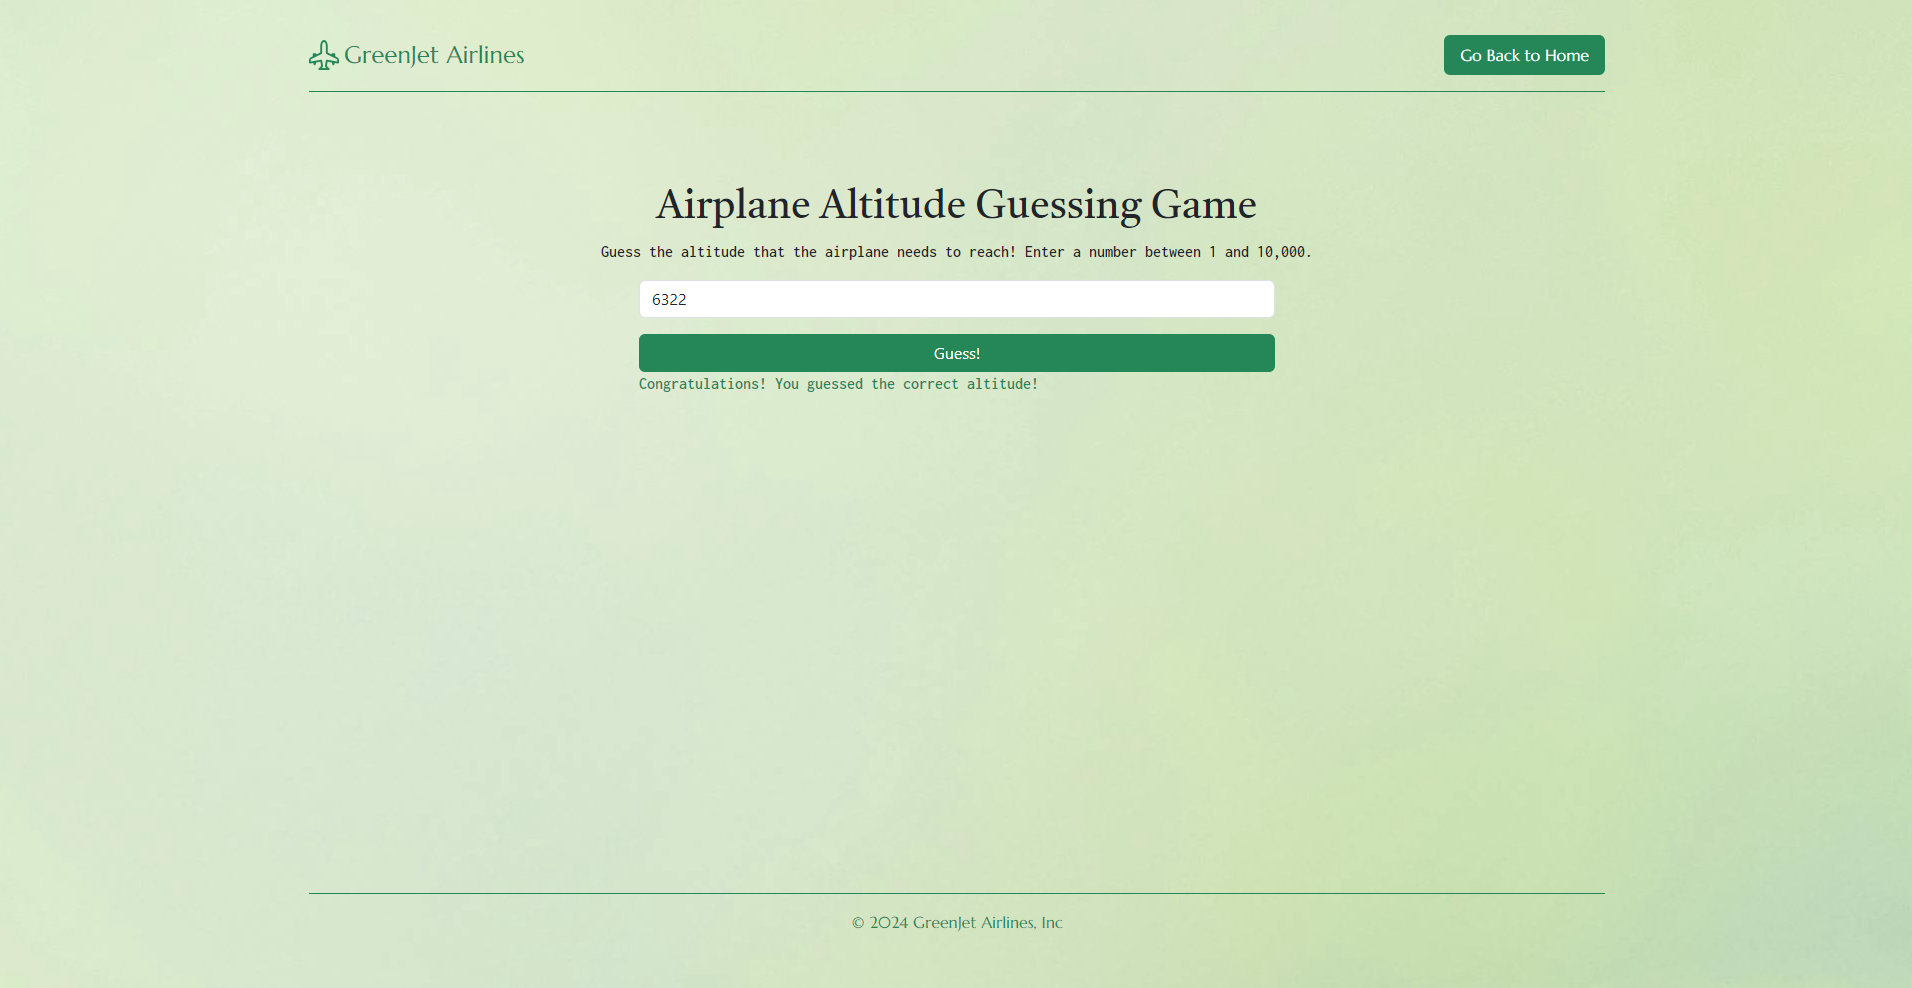 GreenJet Airlines
Go Back to Home
Airplane Altitude Guessing Game
Guess the altitude that the airplane needs to reach! Enter a number between 1 and 10,000.
6322
Guess!
Congratulations! You guessed the correct altitude!
© 2024 GreenJet Airlines, Inc